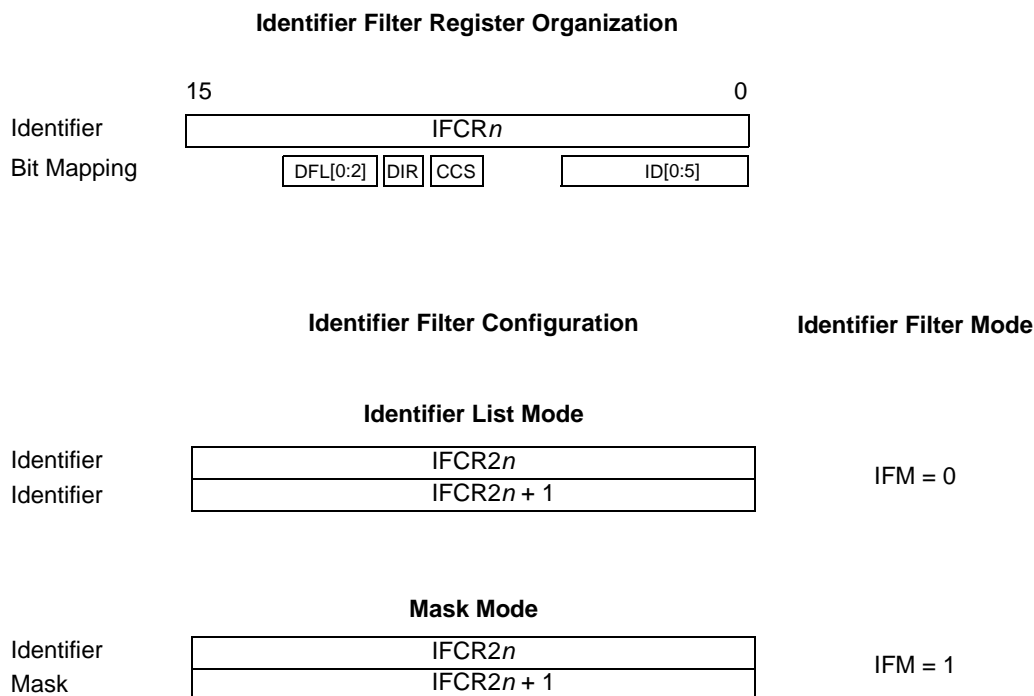 Identifier Filter Register Organization
15 0
Identifier IFCRn
Bit Mapping DFL[0:2] DIR CCS ID[0:5]
Identifier Filter Configuration Identifier Filter Mode
Identifier List Mode
Identifier IFCR2n
Identifier IFCR2n + 1
IFM = 0
Mask Mode
Identifier IFCR2n
Mask IFCR2n + 1
IFM = 1